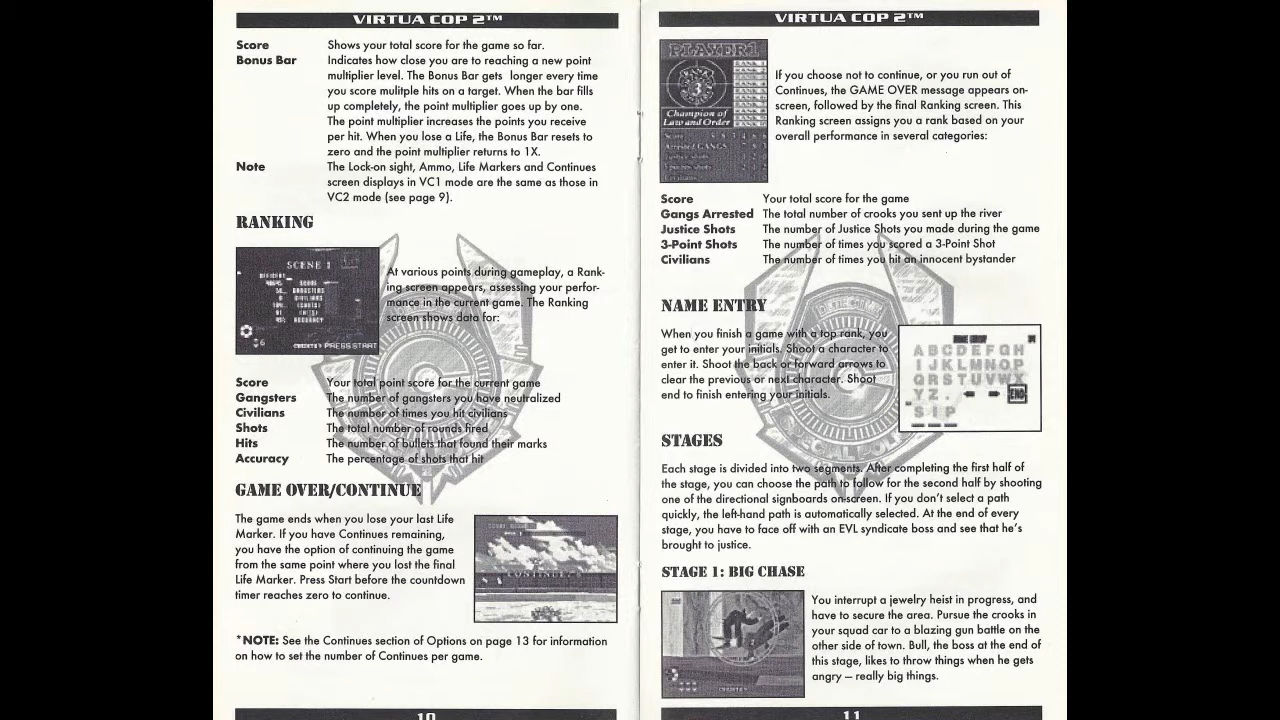 VIRTUA COP 2™
Score Shows your total score for the game so far.
Bonus Bar Indicates how close you are to reaching a new point
multiplier level. The Bonus Bar gets longer every time
you score mulitple hits on a target. When the bar fills
up completely, the point multiplier goes up by one.
The point multiplier increases the points you receive
per hit. When you lose a Life, the Bonus Bar resets to
zero and the point multiplier returns to 1X.
Note The Lock-on sight, Ammo, Life Markers and Continues
screen displays in VC1 mode are the same as those in
VC2 mode (see page 9).
RANKING
SCENE 1
SCORE
GANGSTERS
CIVILIANS
ACCURACY
6
PRESS START
At various points during gameplay, a Rank-
ing screen appears, assessing your perfor-
mance in the current game. The Ranking
screen shows data for:
Score Your total point score for the current game
Gangsters The number of gangsters you have neutralized
Civilians The number of times you hit civilians
Shots The total number of rounds fired
Hits The number of bullets that found their marks
Accuracy The percentage of shots that hit
GAME OVER/CONTINUE
The game ends when you lose your last Life
Marker. If you have Continues remaining,
you have the option of continuing the game
from the same point where you lost the final
Life Marker. Press Start before the countdown
timer reaches zero to continue.
*NOTE: See the Continues section of Options on page 13 for information
on how to set the number of Continues per game.
10
VIRTUA COP 2™
PLAYER1
3
Champion of
Law and Order
Score
Arrested GANGS
Justice shots
If you choose not to continue, or you run out of
Continues, the GAME OVER message appears on-
screen, followed by the final Ranking screen. This
Ranking screen assigns you a rank based on your
overall performance in several categories:
Score Your total score for the game
Gangs Arrested The total number of crooks you sent up the river
Justice Shots The number of Justice Shots you made during the game
3-Point Shots The number of times you scored a 3-Point Shot
Civilians The number of times you hit an innocent bystander
NAME ENTRY
When you finish a game with a top rank, you
get to enter your initials. Shoot a character to
enter it. Shoot the back or forward arrows to
clear the previous or next character. Shoot
end to finish entering your initials.
A B C D E F G H
I J K L M N O P
Q R S T U V W X
Y Z . END
S I P
STAGES
Each stage is divided into two segments. After completing the first half of
the stage, you can choose the path to follow for the second half by shooting
one of the directional signboards on-screen. If you don't select a path
quickly, the left-hand path is automatically selected. At the end of every
stage, you have to face off with an EVL syndicate boss and see that he's
brought to justice.
STAGE 1: BIG CHASE
You interrupt a jewelry heist in progress, and
have to secure the area. Pursue the crooks in
your squad car to a blazing gun battle on the
other side of town. Bull, the boss at the end of
this stage, likes to throw things when he gets
angry – really big things.
11